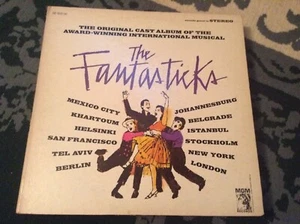 STEREO
THE ORIGINAL CAST ALBUM OF THE
AWARD-WINNING INTERNATIONAL MUSICAL
The
Fantasticks
MEXICO CITY
KHARTOUM
HELSINKI
SAN FRANCISCO
TEL AVIV
BERLIN
JOHANNESBURG
BELGRADE
ISTANBUL
STOCKHOLM
NEW YORK
LONDON
MGM